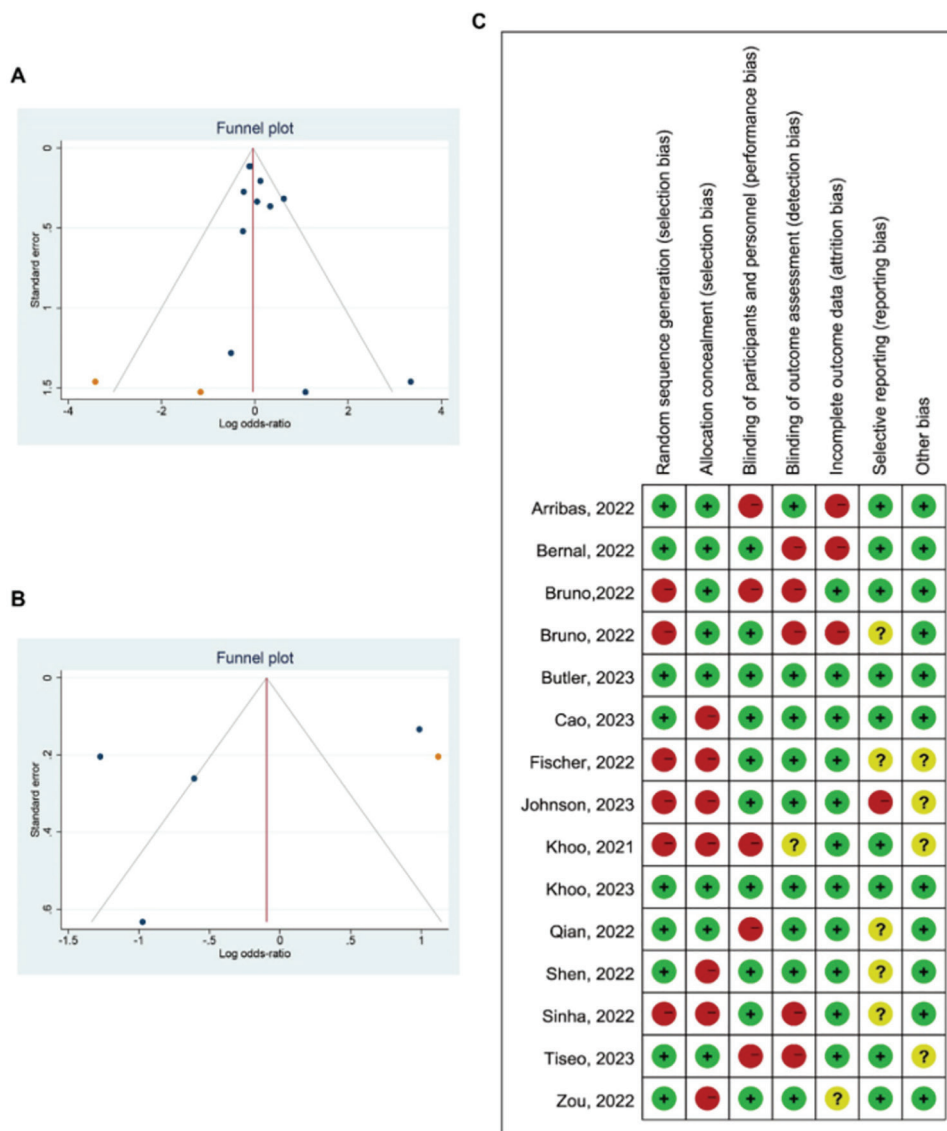 A
Funnel plot
0
.5
1
1.5
Standard error
-4
-2
0
2
4
Log odds-ratio
B
Funnel plot
0
.2
.4
.6
Standard error
-1.5
-1
-.5
0
.5
1
Log odds-ratio
C
Random sequence generation (selection bias)
Allocation concealment (selection bias)
Blinding of participants and personnel (performance bias)
Blinding of outcome assessment (detection bias)
Incomplete outcome data (attrition bias)
Selective reporting (reporting bias)
Other bias
Arribas, 2022 + + - + - + +
Bernal, 2022 + + + - - + +
Bruno,2022 - + - - + + +
Bruno, 2022 - + + - - ? +
Butler, 2023 + + + + + + +
Cao, 2023 + - + + + + +
Fischer, 2022 - - + + + ? ?
Johnson, 2023 - - + + + - ?
Khoo, 2021 - - - ? + + ?
Khoo, 2023 + + + + + + +
Qian, 2022 + + - + + ? +
Shen, 2022 + - + + + ? +
Sinha, 2022 - - + - + ? +
Tiseo, 2023 + + - - + + ?
Zou, 2022 + - + + ? + +